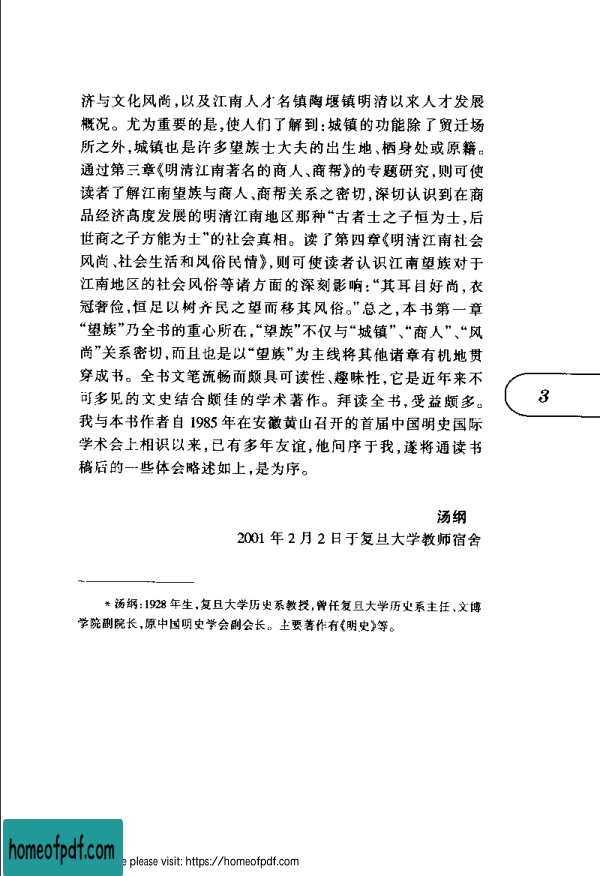 济与文化风尚,以及江南人才名镇陶堰镇明清以来人才发展
概况。尤为重要的是,使人们了解到:城镇的功能除了贸迁场
所之外,城镇也是许多望族士大夫的出生地、栖身处或原籍。
通过第三章《明清江南著名的商人、商帮》的专题研究,则可使
读者了解江南望族与商人、商帮关系之密切,深切认识到在商
品经济高度发展的明清江南地区那种“古者士之子恒为士,后
世商之子方能为士”的社会真相。读了第四章《明清江南社会
风尚、社会生活和风俗民情》,则可使读者认识江南望族对于
江南地区的社会风俗等诸方面的深刻影响:“其耳目好尚,衣
冠奢俭,恒足以树齐民之望而移其风俗。”总之,本书第一章
“望族”乃全书的重心所在,“望族”不仅与“城镇”、“商人”、“风
尚”关系密切,而且也是以“望族”为主线将其他诸章有机地贯
穿成书。全书文笔流畅而颇具可读性、趣味性,它是近年来不
可多见的文史结合颇佳的学术著作。拜读全书,受益颇多。
我与本书作者自1985年在安徽黄山召开的首届中国明史国际
学术会上相识以来,已有多年友谊,他问序于我,遂将通读书
稿后的一些体会略述如上,是为序。
3
汤纲
2001年2月2日于复旦大学教师宿舍
*汤纲:1928年生,复旦大学历史系教授,曾任复旦大学历史系主任、文博
学院副院长,原中国明史学会副会长。主要著作有《明史》等。
homeofpdf.com
e please visit: https://homeofpdf.com